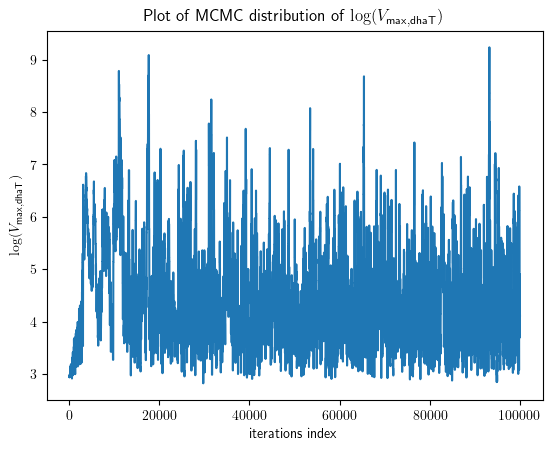 Plot of MCMC distribution of log(V_max,dhaT)
log(V_max,dhaT)
9
8
7
6
5
4
3
0 20000 40000 60000 80000 100000
iterations index